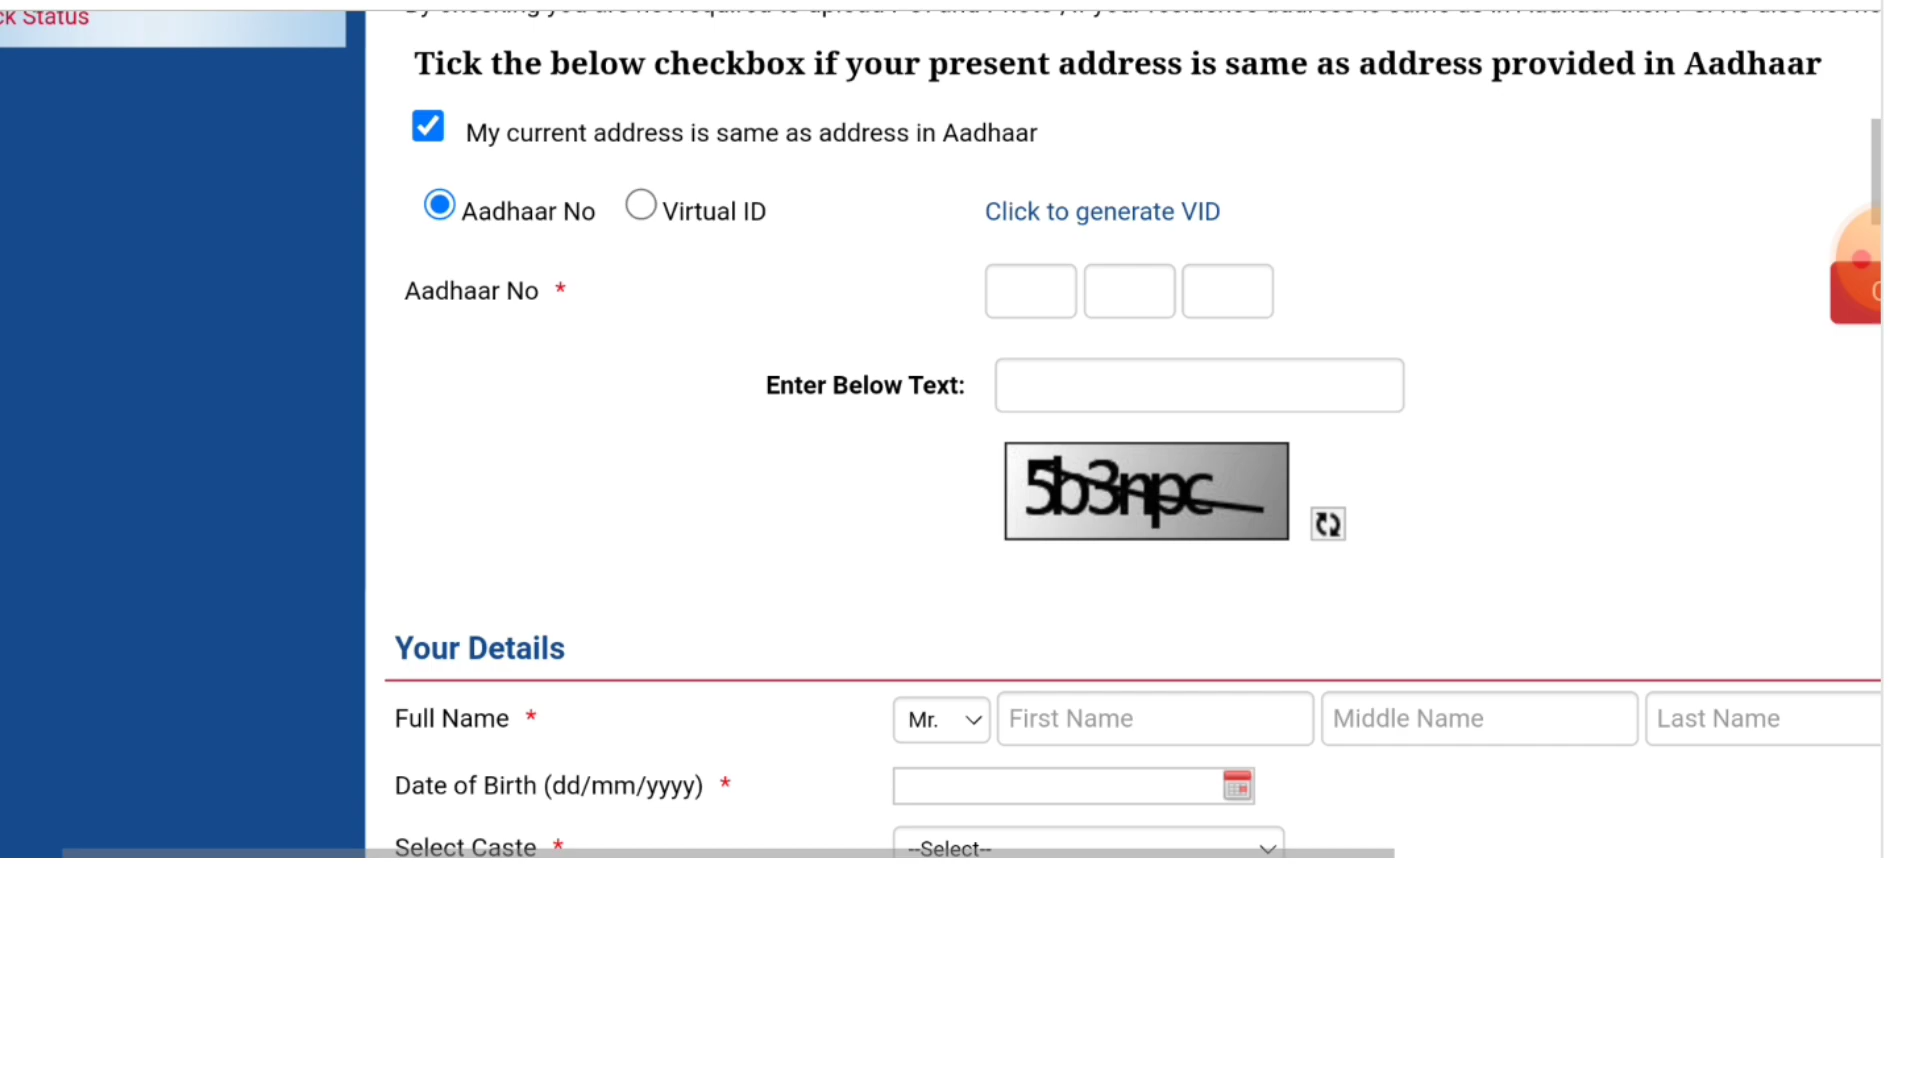 ck Status
Tick the below checkbox if your present address is same as address provided in Aadhaar
My current address is same as address in Aadhaar
Aadhaar No Virtual ID Click to generate VID
Aadhaar No *
Enter Below Text:
5b3npc
Your Details
Full Name * Mr. First Name Middle Name Last Name
Date of Birth (dd/mm/yyyy) *
Select Caste * --Select--